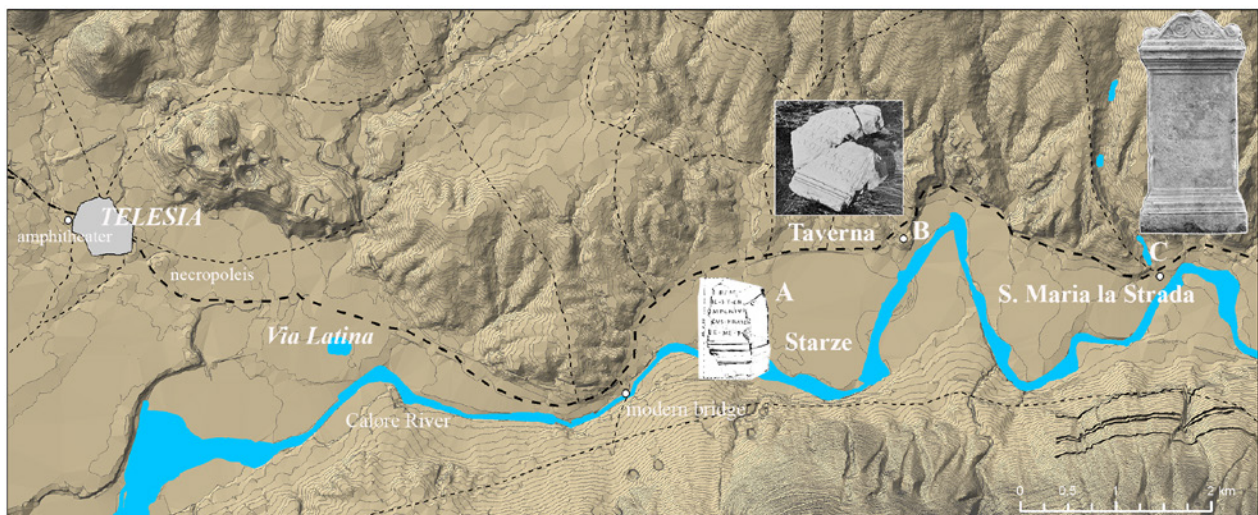 TELESIA
amphitheater
necropoleis
Via Latina
Calore River
modern bridge
A
Starze
Taverna
B
C
S. Maria la Strada
0 0,5 1 2 km